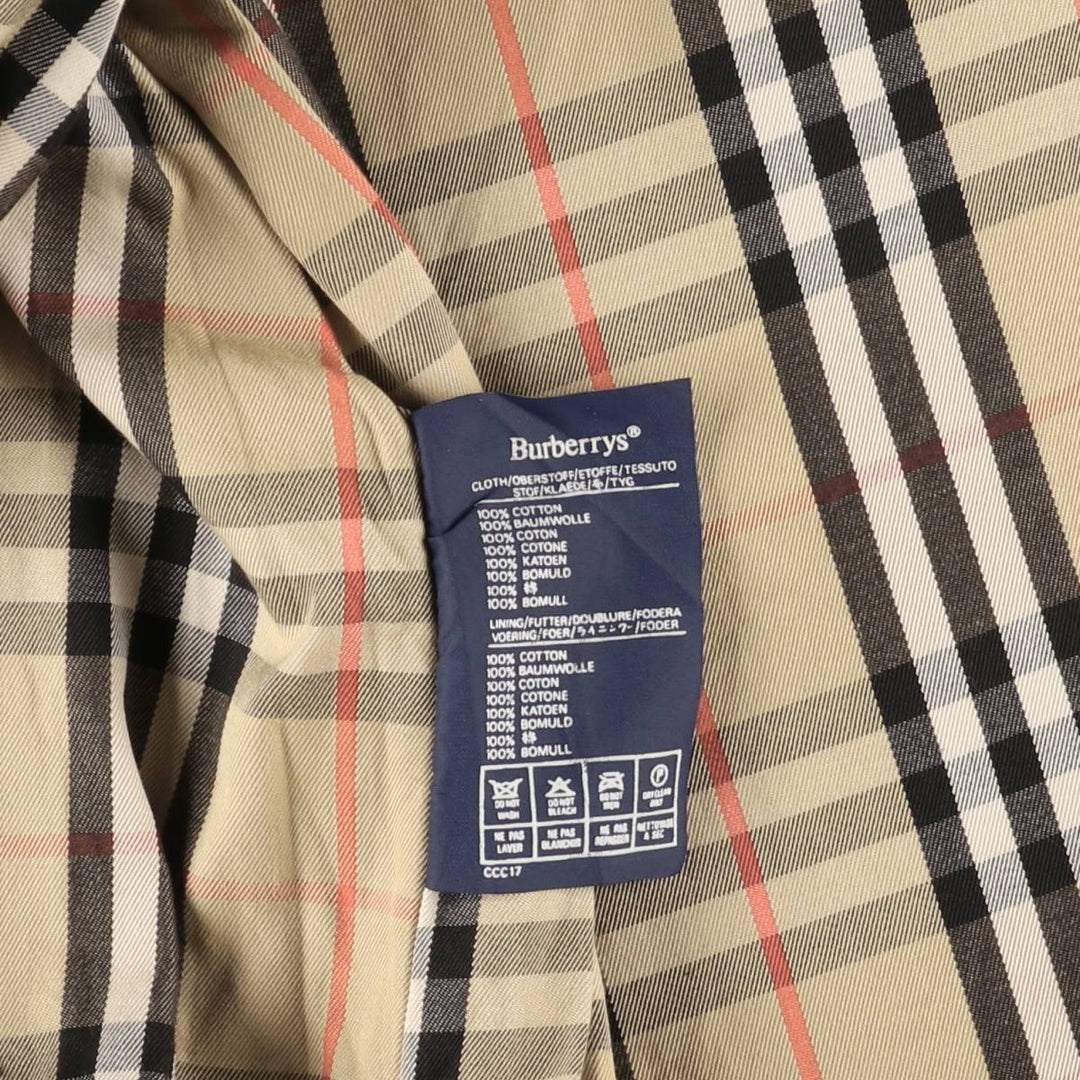 Burberrys®
CLOTH/OBERSTOFF/ETOFFE/TESSUTO
STOF/KLAEDE/ /TYG
100% COTTON
100% BAUMWOLLE
100% COTON
100% COTONE
100% KATOEN
100% BOMULD
100% 綿
100% BOMULL
LINING/FUTTER/DOUBLURE/FODERA
VOERING/FOER/ライニング/FODER
100% COTTON
100% BAUMWOLLE
100% COTON
100% COTONE
100% KATOEN
100% BOMULD
100% 綿
100% BOMULL
DO NOT WASH DO NOT BLEACH DO NOT IRON P DRY CLEAN ONLY
NE PAS LAVER NE PAS BLANCHIR NE PAS REPASSER NETTOYAGE A SEC
CCC17